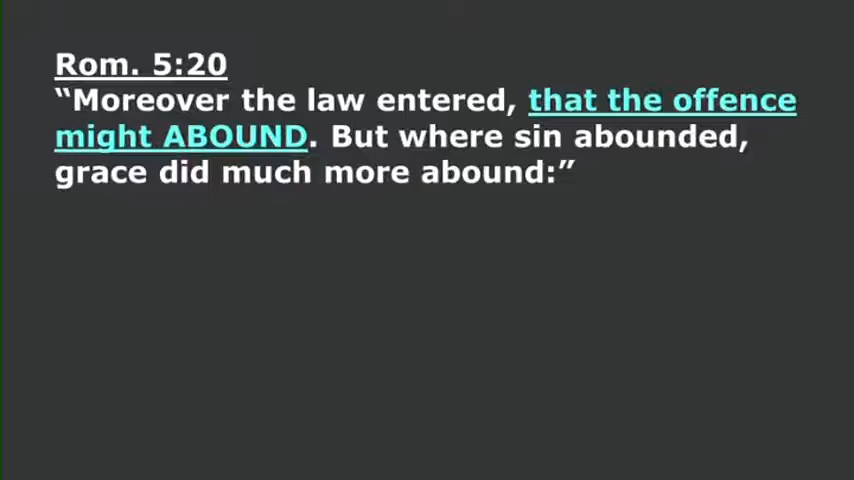 Rom. 5:20
“Moreover the law entered, that the offence
might ABOUND. But where sin abounded,
grace did much more abound:”